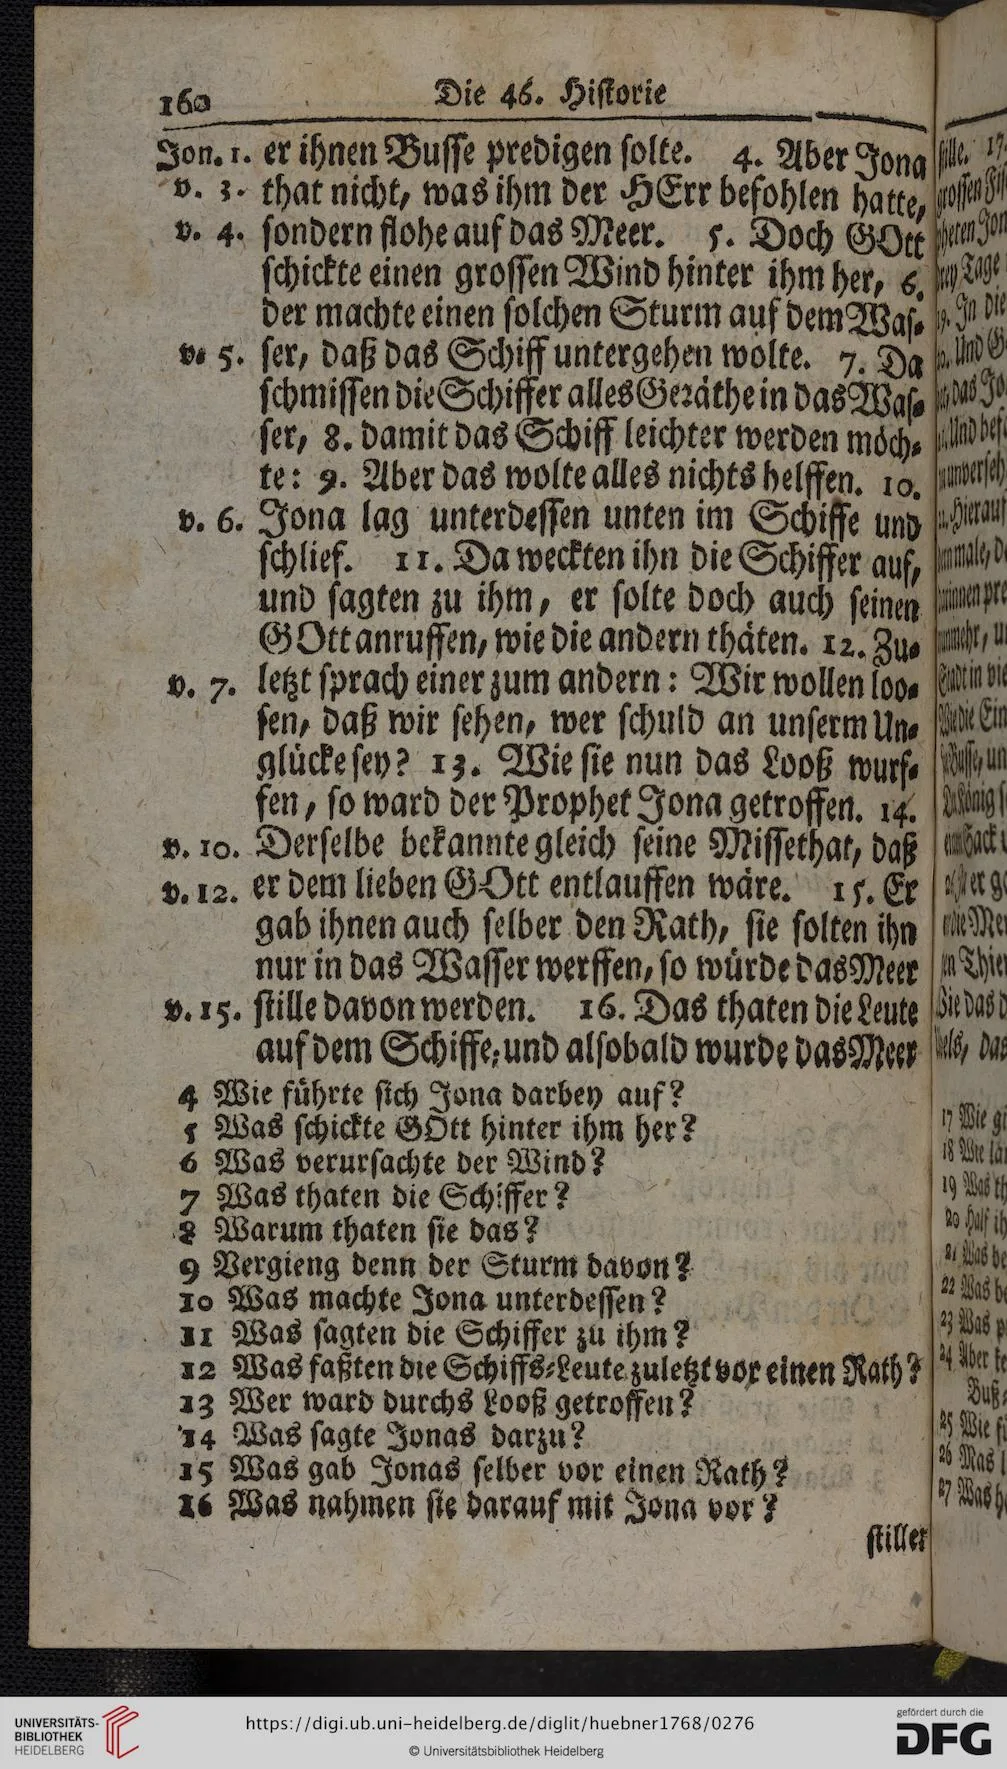 160 Die 46. Historie
Jon. 1. er ihnen Busse predigen solte. 4. Aber Jona
v. 3. that nicht, was ihm der HErr befohlen hatte,
v. 4. sondern flohe auf das Meer. 5. Doch GOtt
schickte einen grossen Wind hinter ihm her, 6.
der machte einen solchen Sturm auf dem Was-
v. 5. ser, daß das Schiff untergehen wolte. 7. Da
schmissen die Schiffer alles Geräthe in das Was-
ser, 8. damit das Schiff leichter werden möch-
te: 9. Aber das wolte alles nichts helffen. 10.
v. 6. Jona lag unterdessen unten im Schiffe und
schlief. 11. Da weckten ihn die Schiffer auf,
und sagten zu ihm, er solte doch auch seinen
GOtt anruffen, wie die andern thäten. 12. Zu-
v. 7. letzt sprach einer zum andern: Wir wollen loo-
sen, daß wir sehen, wer schuld an unserm Un-
glücke sey? 13. Wie sie nun das Looß wurf-
fen, so ward der Prophet Jona getroffen. 14.
v. 10. Derselbe bekannte gleich seine Missethat, daß
v. 12. er dem lieben GOtt entlauffen wäre. 15. Er
gab ihnen auch selber den Rath, sie solten ihn
nur in das Wasser werffen, so würde das Meer
v. 15. stille davon werden. 16. Das thaten die Leute
auf dem Schiffe, und alsobald wurde das Meer
4 Wie führte sich Jona darbey auf?
5 Was schickte GOtt hinter ihm her?
6 Was verursachte der Wind?
7 Was thaten die Schiffer?
8 Warum thaten sie das?
9 Vergieng denn der Sturm davon?
10 Was machte Jona unterdessen?
11 Was sagten die Schiffer zu ihm?
12 Was faßten die Schiffs-Leute zuletzt vor einen Rath?
13 Wer ward durchs Looß getroffen?
14 Was sagte Jonas darzu?
15 Was gab Jonas selber vor einen Rath?
16 Was nahmen sie darauf mit Jona vor?
stiller
UNIVERSITÄTS-
BIBLIOTHEK
HEIDELBERG
https://digi.ub.uni-heidelberg.de/diglit/huebner1768/0276
© Universitätsbibliothek Heidelberg
gefördert durch die
DFG